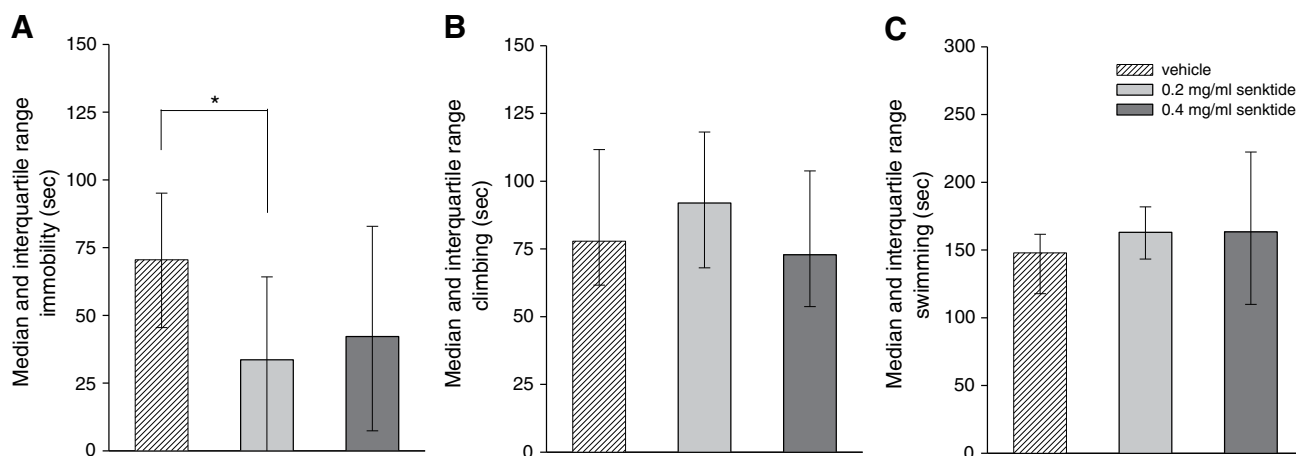 A
Median and interquartile range
immobility (sec)
150
125
100
75
50
25
0
*
B
Median and interquartile range
climbing (sec)
150
125
100
75
50
25
0
C
Median and interquartile range
swimming (sec)
300
250
200
150
100
50
0
vehicle
0.2 mg/ml senktide
0.4 mg/ml senktide